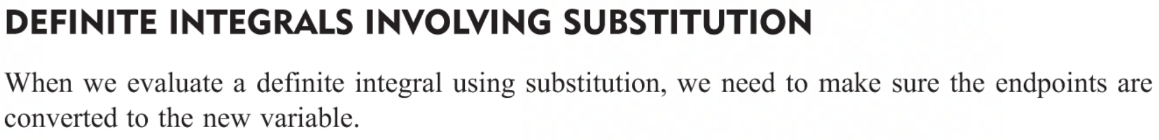 DEFINITE INTEGRALS INVOLVING SUBSTITUTION
When we evaluate a definite integral using substitution, we need to make sure the endpoints are
converted to the new variable.